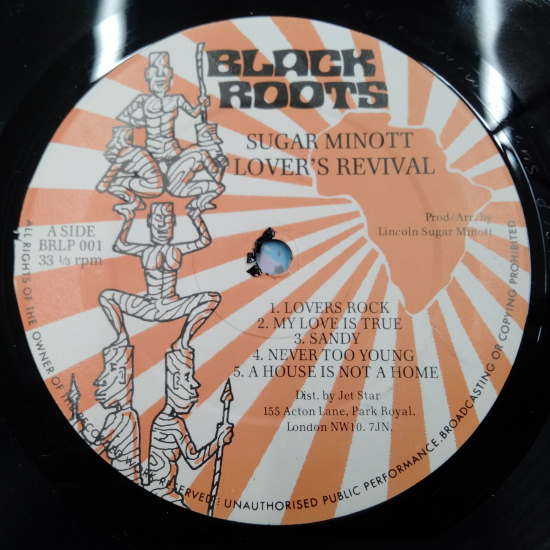 BLACK
ROOTS
SUGAR MINOTT
LOVER'S REVIVAL
A SIDE
BRLP 001
33 ⅓ rpm
Prod/Arr. by
Lincoln Sugar Minott
1. LOVERS ROCK
2. MY LOVE IS TRUE
3. SANDY
4. NEVER TOO YOUNG
5. A HOUSE IS NOT A HOME
Dist. by Jet Star
155 Acton Lane, Park Royal,
London NW10. 7JN.
ALL RIGHTS OF THE OWNER OF THE RECORDED WORK RESERVED: UNAUTHORISED PUBLIC PERFORMANCE. BROADCASTING OR COPYING PROHIBITED